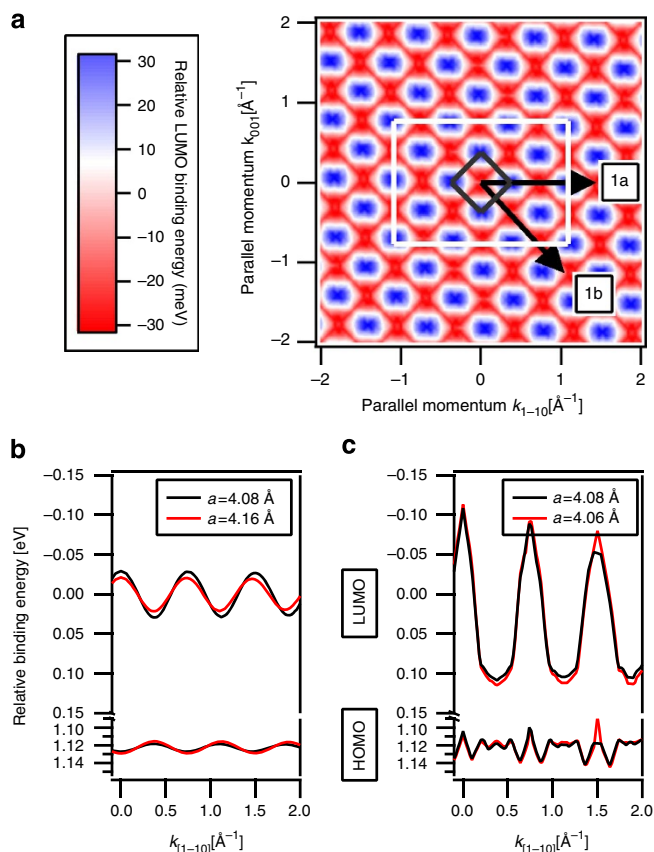 a
Relative LUMO binding energy (meV)
30
20
10
0
−10
−20
−30
Parallel momentum k001[Å−1]
2
1
0
−1
−2
1a
1b
−2
−1
0
1
2
Parallel momentum k1–10[Å−1]
b
Relative binding energy [eV]
−0.15
−0.10
−0.05
0.00
0.05
0.10
0.15
1.10
1.12
1.14
a=4.08 Å
a=4.16 Å
0.0
0.5
1.0
1.5
2.0
k[1–10][Å−1]
c
LUMO
HOMO
−0.15
−0.10
−0.05
0.00
0.05
0.10
0.15
1.10
1.12
1.14
a=4.08 Å
a=4.06 Å
0.0
0.5
1.0
1.5
2.0
k[1–10][Å−1]